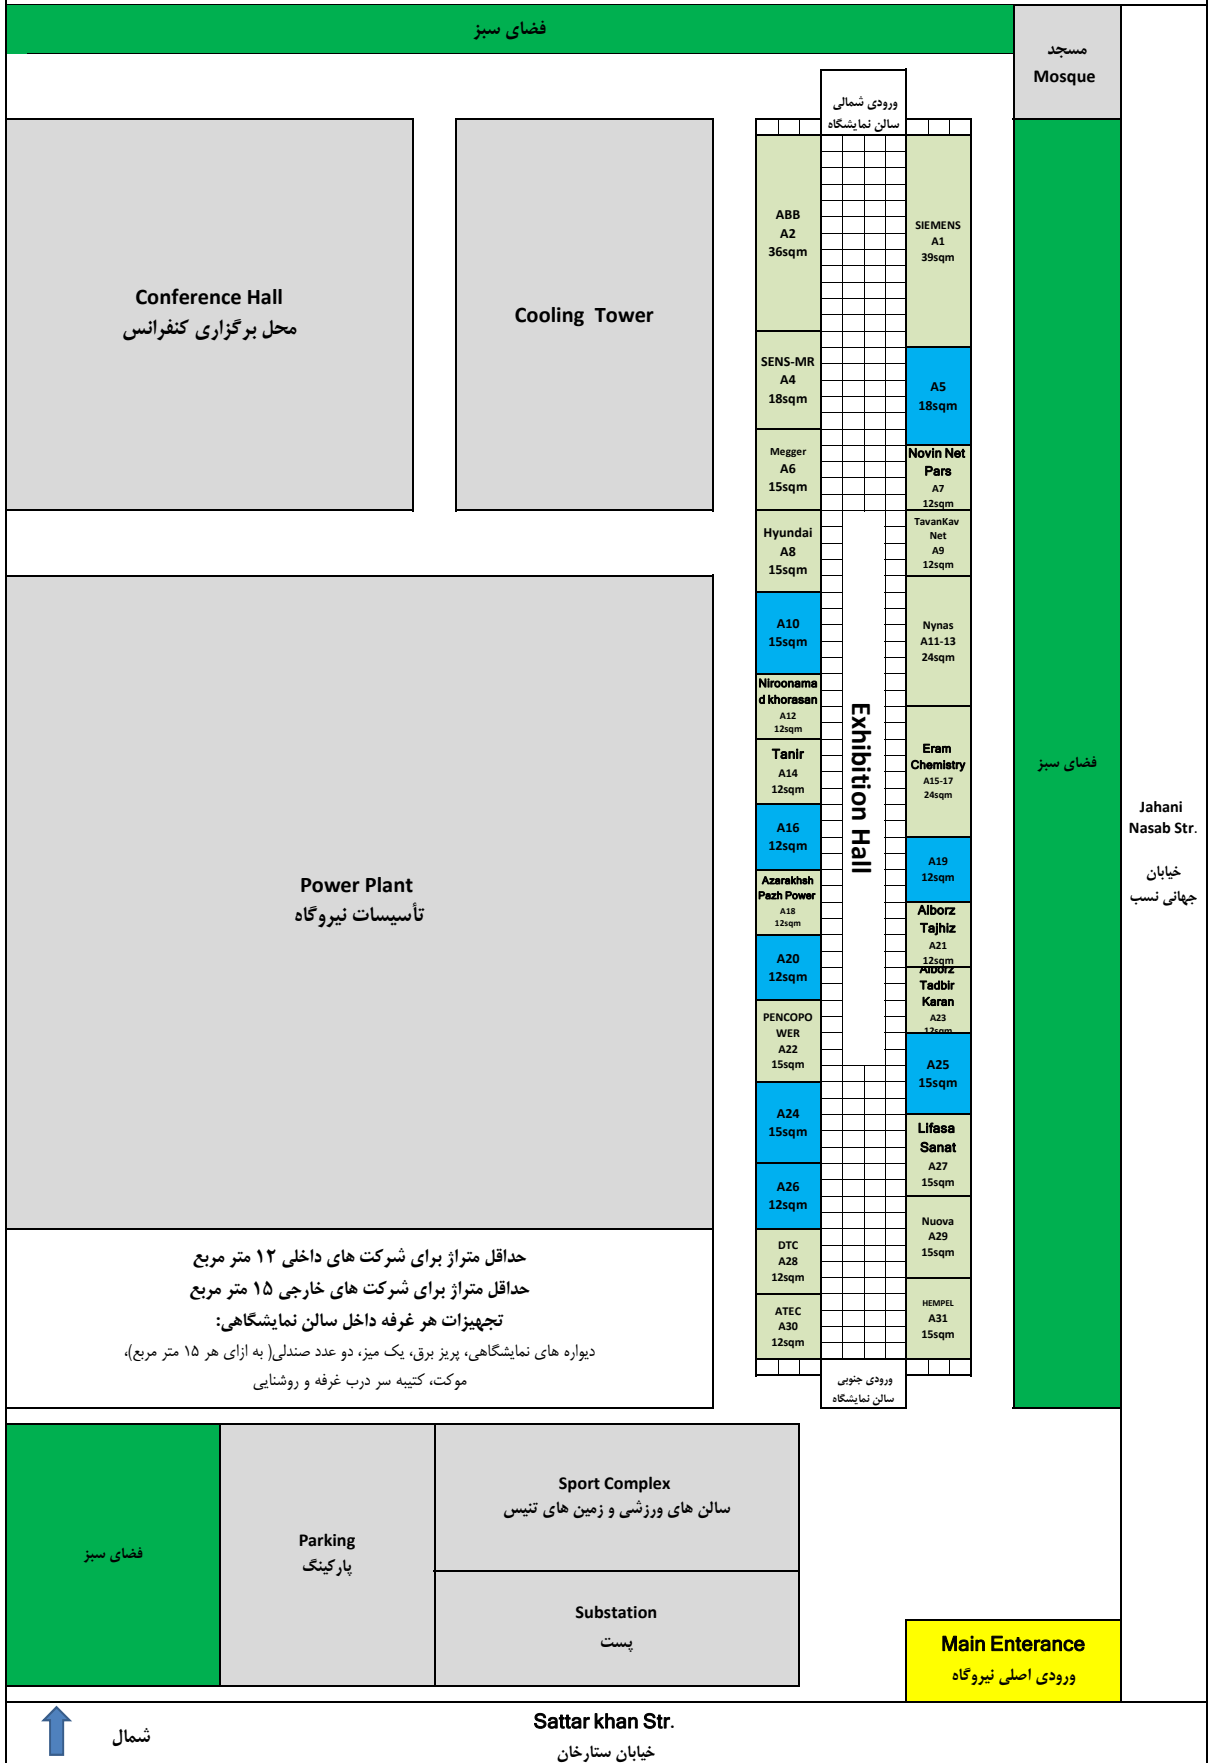 فضای سبز
مسجد
Mosque
ورودی شمالی
سالن نمایشگاه
Conference Hall
محل برگزاری کنفرانس
Cooling Tower
ABB
A2
36sqm
SENS-MR
A4
18sqm
Megger
A6
15sqm
Hyundai
A8
15sqm
A10
15sqm
Niroonama
d khorasan
A12
12sqm
Tanir
A14
12sqm
A16
12sqm
Azarakhsh
Pazh Power
A18
12sqm
A20
12sqm
PENCOPO
WER
A22
15sqm
A24
15sqm
A26
12sqm
DTC
A28
12sqm
ATEC
A30
12sqm
Exhibition Hall
SIEMENS
A1
39sqm
A5
18sqm
Novin Net
Pars
A7
12sqm
TavanKav
Net
A9
12sqm
Nynas
A11-13
24sqm
Eram
Chemistry
A15-17
24sqm
A19
12sqm
Alborz
Tajhiz
A21
12sqm
Alborz
Tadbir
Karan
A23
12sqm
A25
15sqm
Lifasa
Sanat
A27
15sqm
Nuova
A29
15sqm
HEMPEL
A31
15sqm
ورودی جنوبی
سالن نمایشگاه
فضای سبز
Jahani
Nasab Str.
خیابان
جهانی نسب
Power Plant
تأسیسات نیروگاه
حداقل متراژ برای شرکت های داخلی ۱۲ متر مربع
حداقل متراژ برای شرکت های خارجی ۱۵ متر مربع
تجهیزات هر غرفه داخل سالن نمایشگاهی:
دیواره های نمایشگاهی، پریز برق، یک میز، دو عدد صندلی( به ازای هر ۱۵ متر مربع)،
موکت، کتیبه سر درب غرفه و روشنایی
فضای سبز
Parking
پارکینگ
Sport Complex
سالن های ورزشی و زمین های تنیس
Substation
پست
Main Enterance
ورودی اصلی نیروگاه
شمال
Sattar khan Str.
خیابان ستارخان